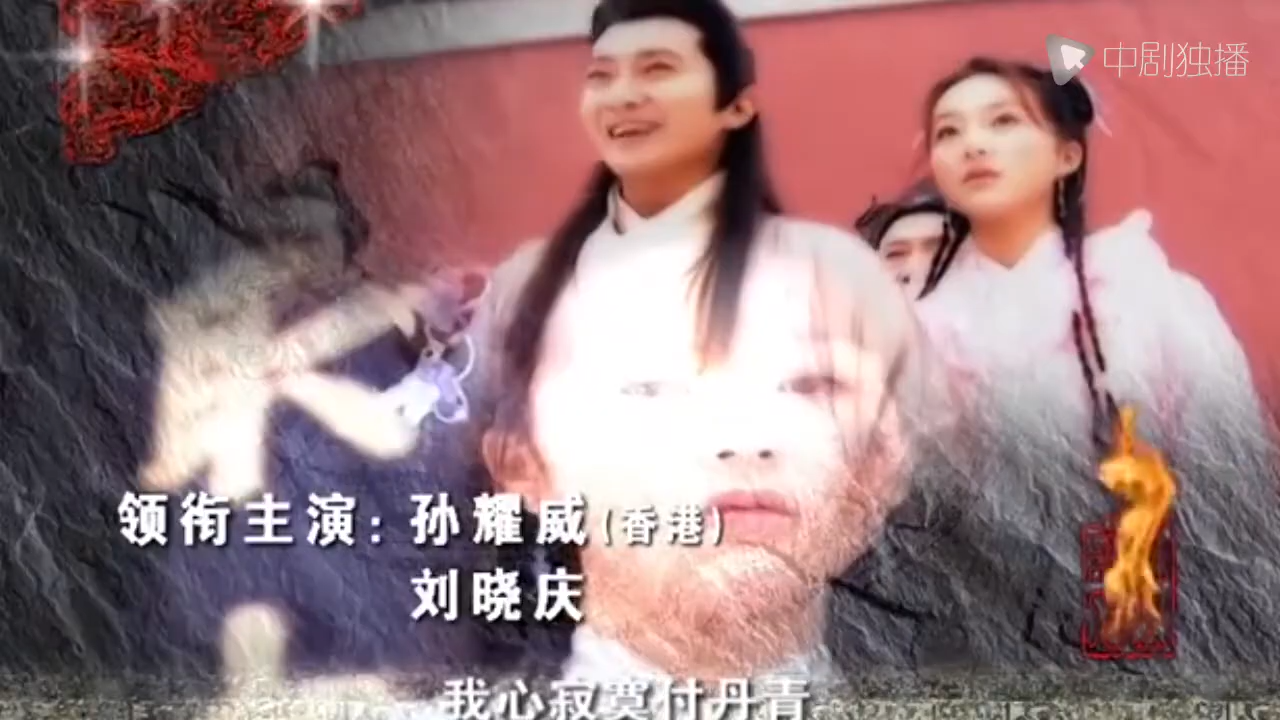 中剧独播
领衔主演：孙耀威(香港)
刘晓庆
我心寂寞付丹青